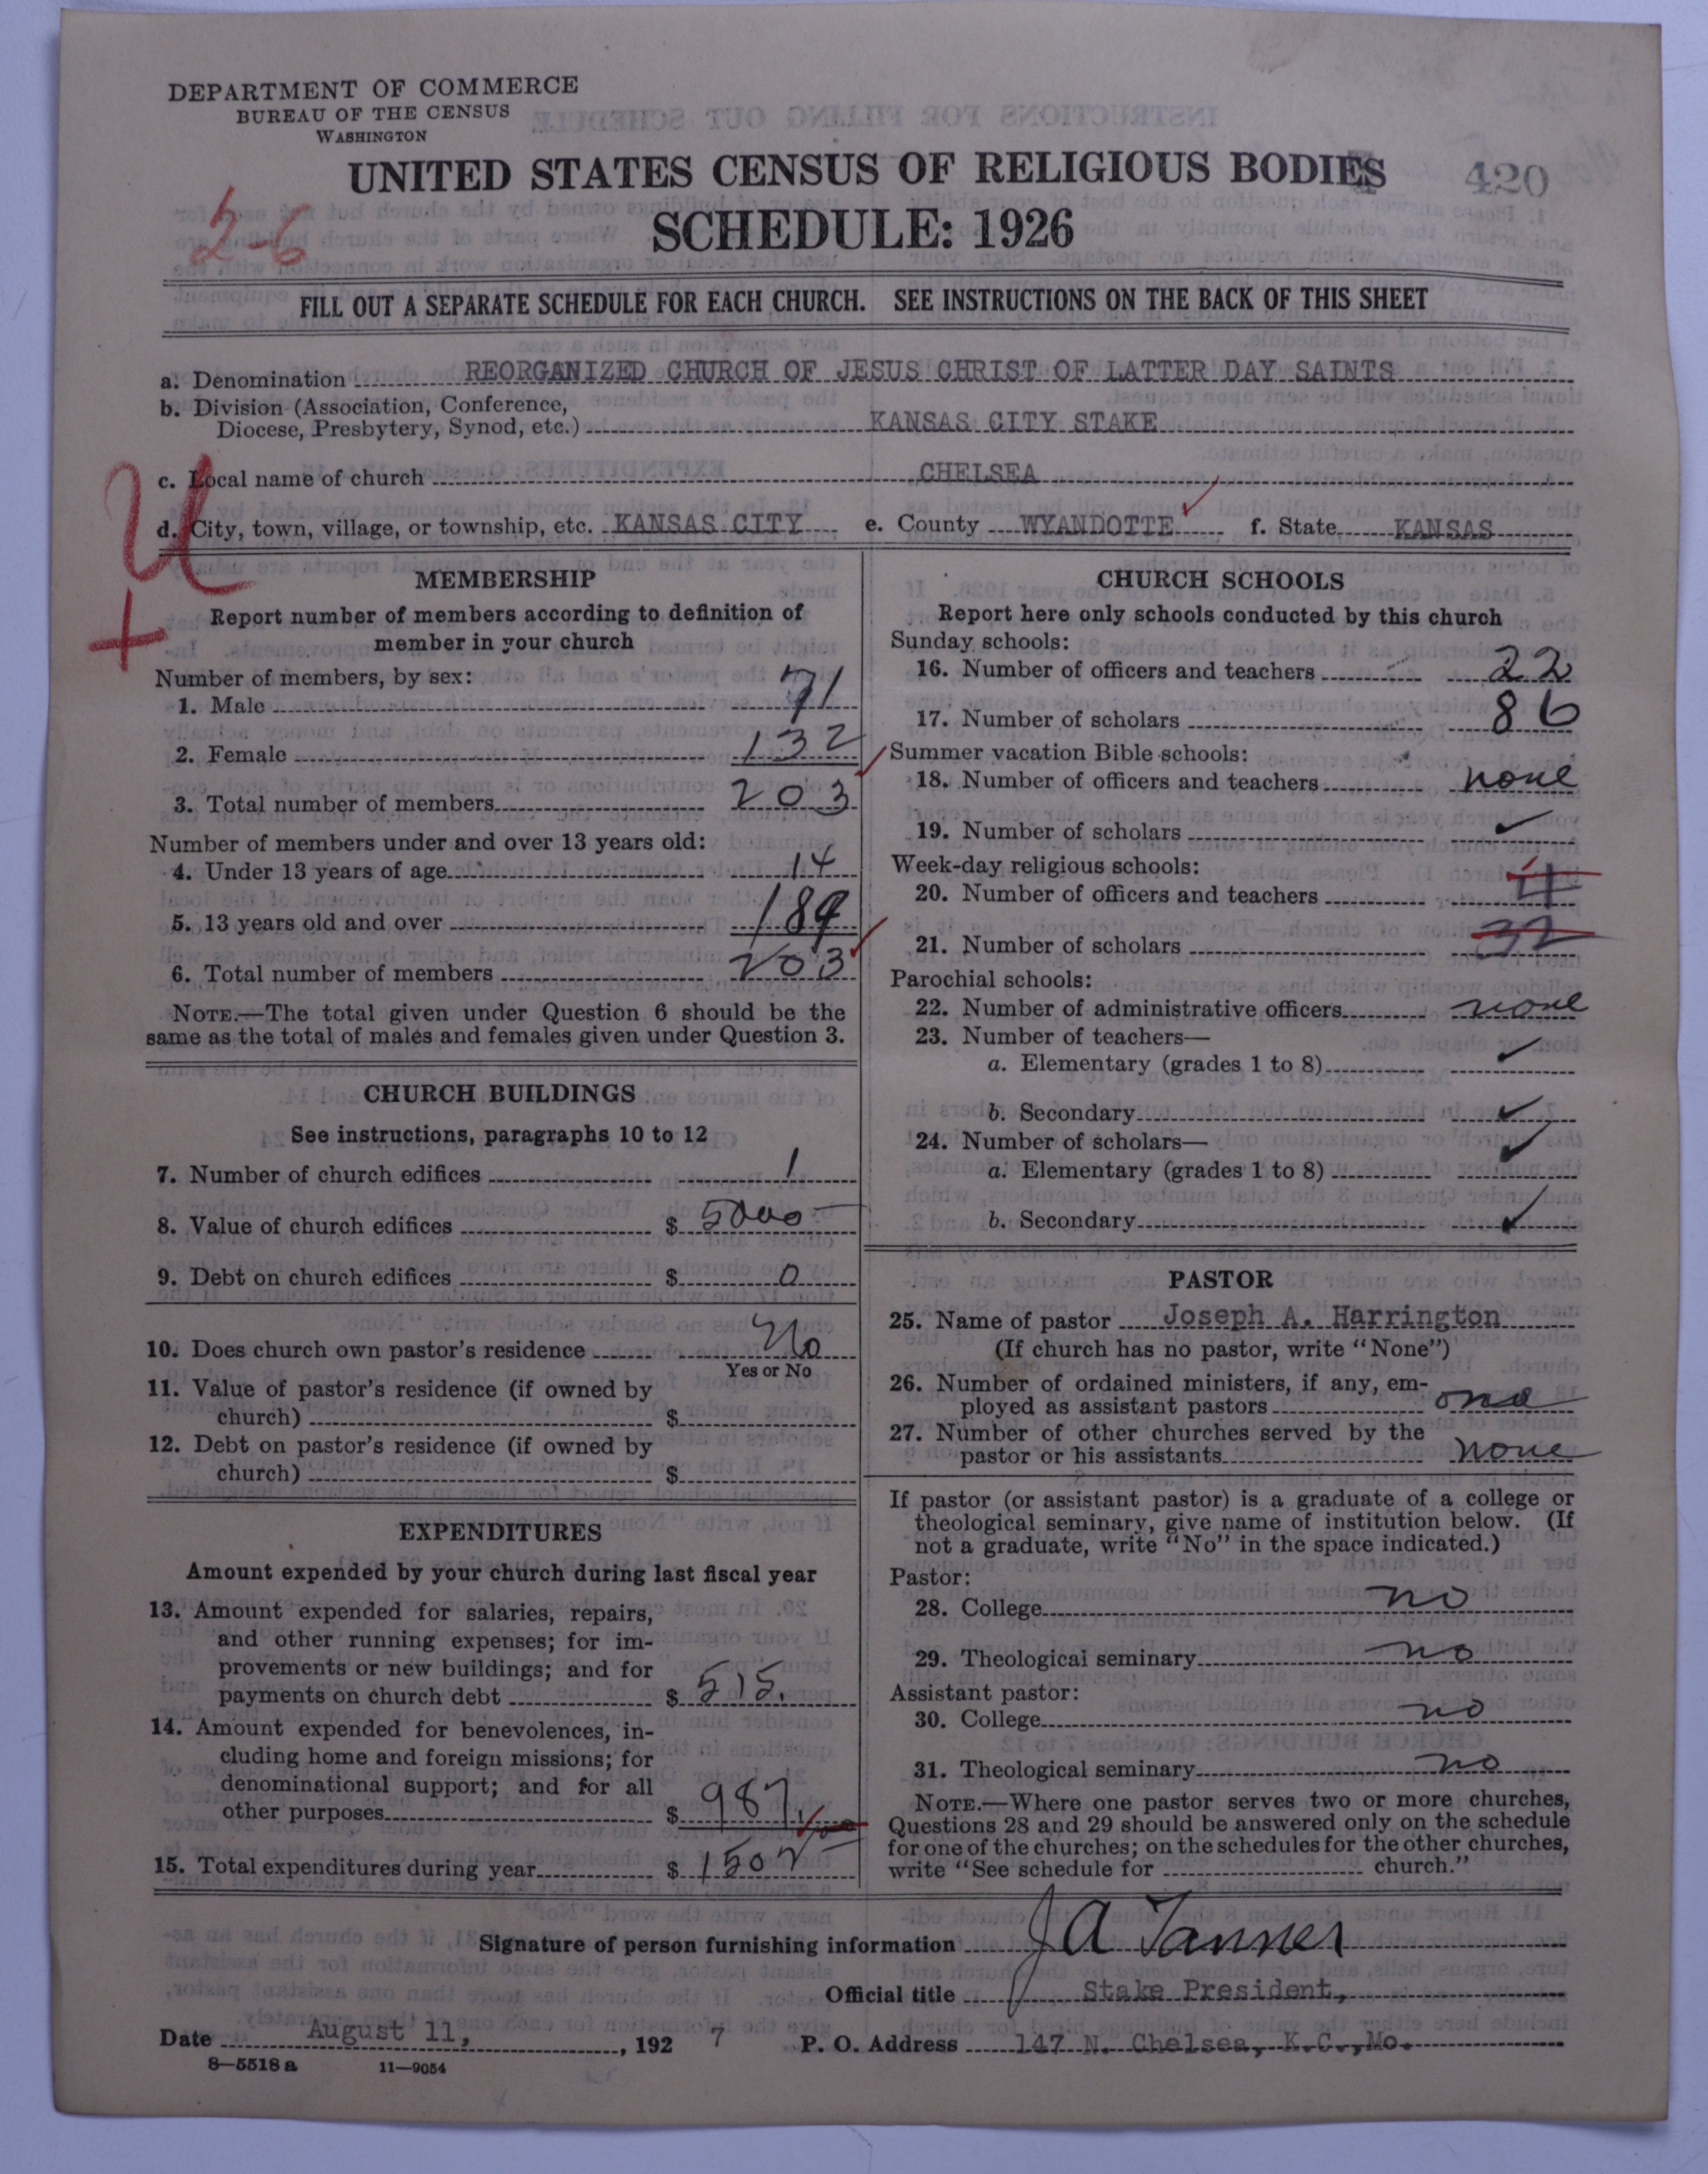 DEPARTMENT OF COMMERCE
BUREAU OF THE CENSUS
WASHINGTON
UNITED STATES CENSUS OF RELIGIOUS BODIES 420
2-6
SCHEDULE: 1926
FILL OUT A SEPARATE SCHEDULE FOR EACH CHURCH. SEE INSTRUCTIONS ON THE BACK OF THIS SHEET
a. Denomination REORGANIZED CHURCH OF JESUS CHRIST OF LATTER DAY SAINTS
b. Division (Association, Conference,
Diocese, Presbytery, Synod, etc.) KANSAS CITY STAKE
c. Local name of church CHELSEA
U
d. City, town, village, or township, etc. KANSAS CITY e. County WYANDOTTE ✓ f. State KANSAS
+
MEMBERSHIP
Report number of members according to definition of
member in your church
Number of members, by sex:
1. Male 71
2. Female 132
3. Total number of members 203 ✓
Number of members under and over 13 years old:
4. Under 13 years of age 14
5. 13 years old and over 189
6. Total number of members 203 ✓
NOTE.—The total given under Question 6 should be the
same as the total of males and females given under Question 3.
CHURCH BUILDINGS
See instructions, paragraphs 10 to 12
7. Number of church edifices 1
8. Value of church edifices $ 5000
9. Debt on church edifices $ 0
10. Does church own pastor's residence No
Yes or No
11. Value of pastor's residence (if owned by
church) $
12. Debt on pastor's residence (if owned by
church) $
EXPENDITURES
Amount expended by your church during last fiscal year
13. Amount expended for salaries, repairs,
and other running expenses; for im-
provements or new buildings; and for
payments on church debt $ 515.
14. Amount expended for benevolences, in-
cluding home and foreign missions; for
denominational support; and for all
other purposes $ 987.
15. Total expenditures during year $ 1502
CHURCH SCHOOLS
Report here only schools conducted by this church
Sunday schools:
16. Number of officers and teachers 22
17. Number of scholars 86
Summer vacation Bible schools:
18. Number of officers and teachers none
19. Number of scholars ✓
Week-day religious schools:
20. Number of officers and teachers 4
21. Number of scholars 32
Parochial schools:
22. Number of administrative officers none
23. Number of teachers—
a. Elementary (grades 1 to 8) ✓
b. Secondary ✓
24. Number of scholars—
a. Elementary (grades 1 to 8) ✓
b. Secondary ✓
PASTOR
25. Name of pastor Joseph A. Harrington
(If church has no pastor, write "None")
26. Number of ordained ministers, if any, em-
ployed as assistant pastors one
27. Number of other churches served by the
pastor or his assistants none
If pastor (or assistant pastor) is a graduate of a college or
theological seminary, give name of institution below. (If
not a graduate, write "No" in the space indicated.)
Pastor:
28. College no
29. Theological seminary no
Assistant pastor:
30. College no
31. Theological seminary no
NOTE.—Where one pastor serves two or more churches,
Questions 28 and 29 should be answered only on the schedule
for one of the churches; on the schedules for the other churches,
write "See schedule for church."
Signature of person furnishing information J A Tanner
Official title Stake President,
Date August 11, , 192 7 P. O. Address 147 N. Chelsea, K.C., Mo.
8—5518 a 11—9054